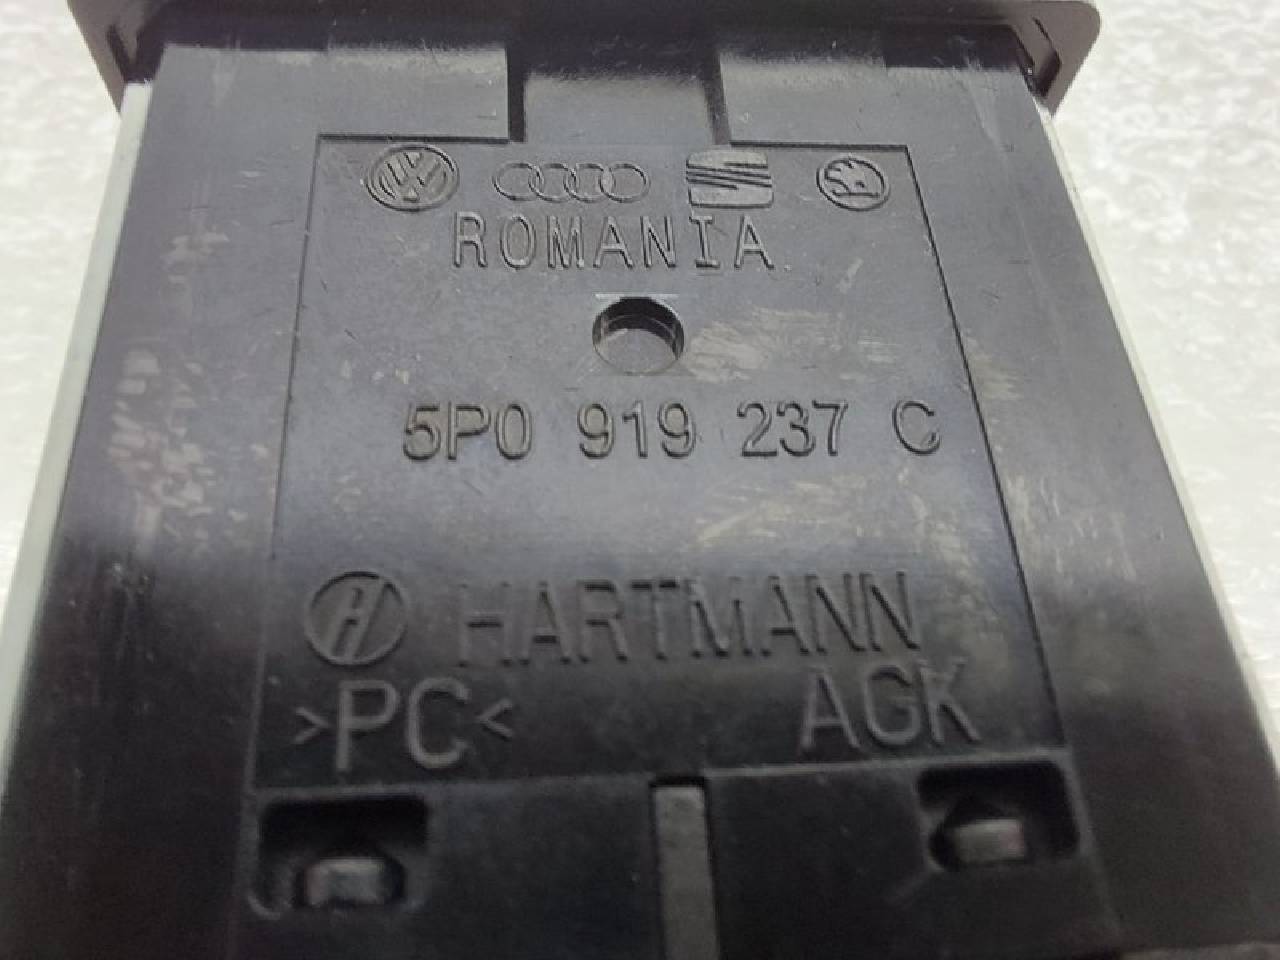 ROMANIA
5P0 919 237 C
H HARTMANN
>PC< AGK